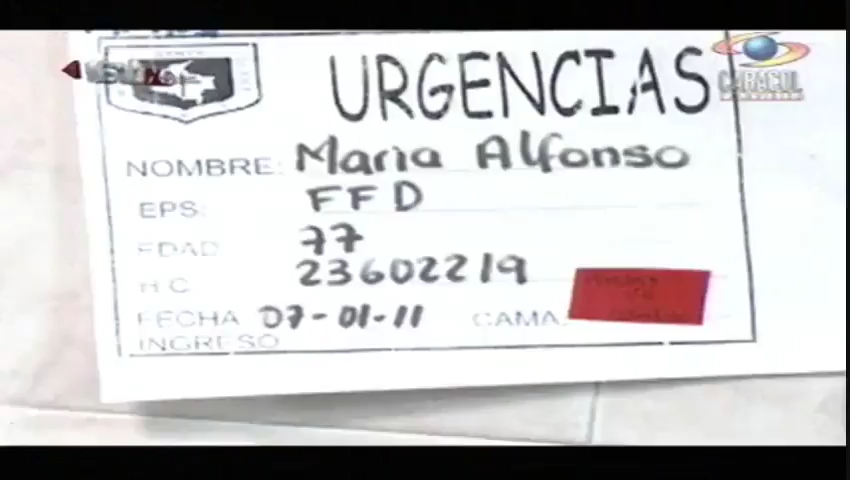 URGENCIAS
CARACOL
NOMBRE: Maria Alfonso
EPS: FFD
EDAD 77
H.C 23602219
FECHA 07-01-11 CAMA:
INGRESO